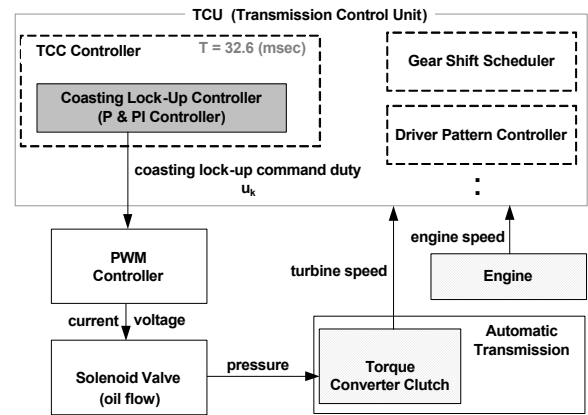 TCU (Transmission Control Unit)
TCC Controller
T = 32.6 (msec)
Coasting Lock-Up Controller
(P & PI Controller)
Gear Shift Scheduler
Driver Pattern Controller
:
coasting lock-up command duty
uk
PWM
Controller
turbine speed
engine speed
Engine
current
voltage
Solenoid Valve
(oil flow)
pressure
Automatic
Transmission
Torque
Converter Clutch